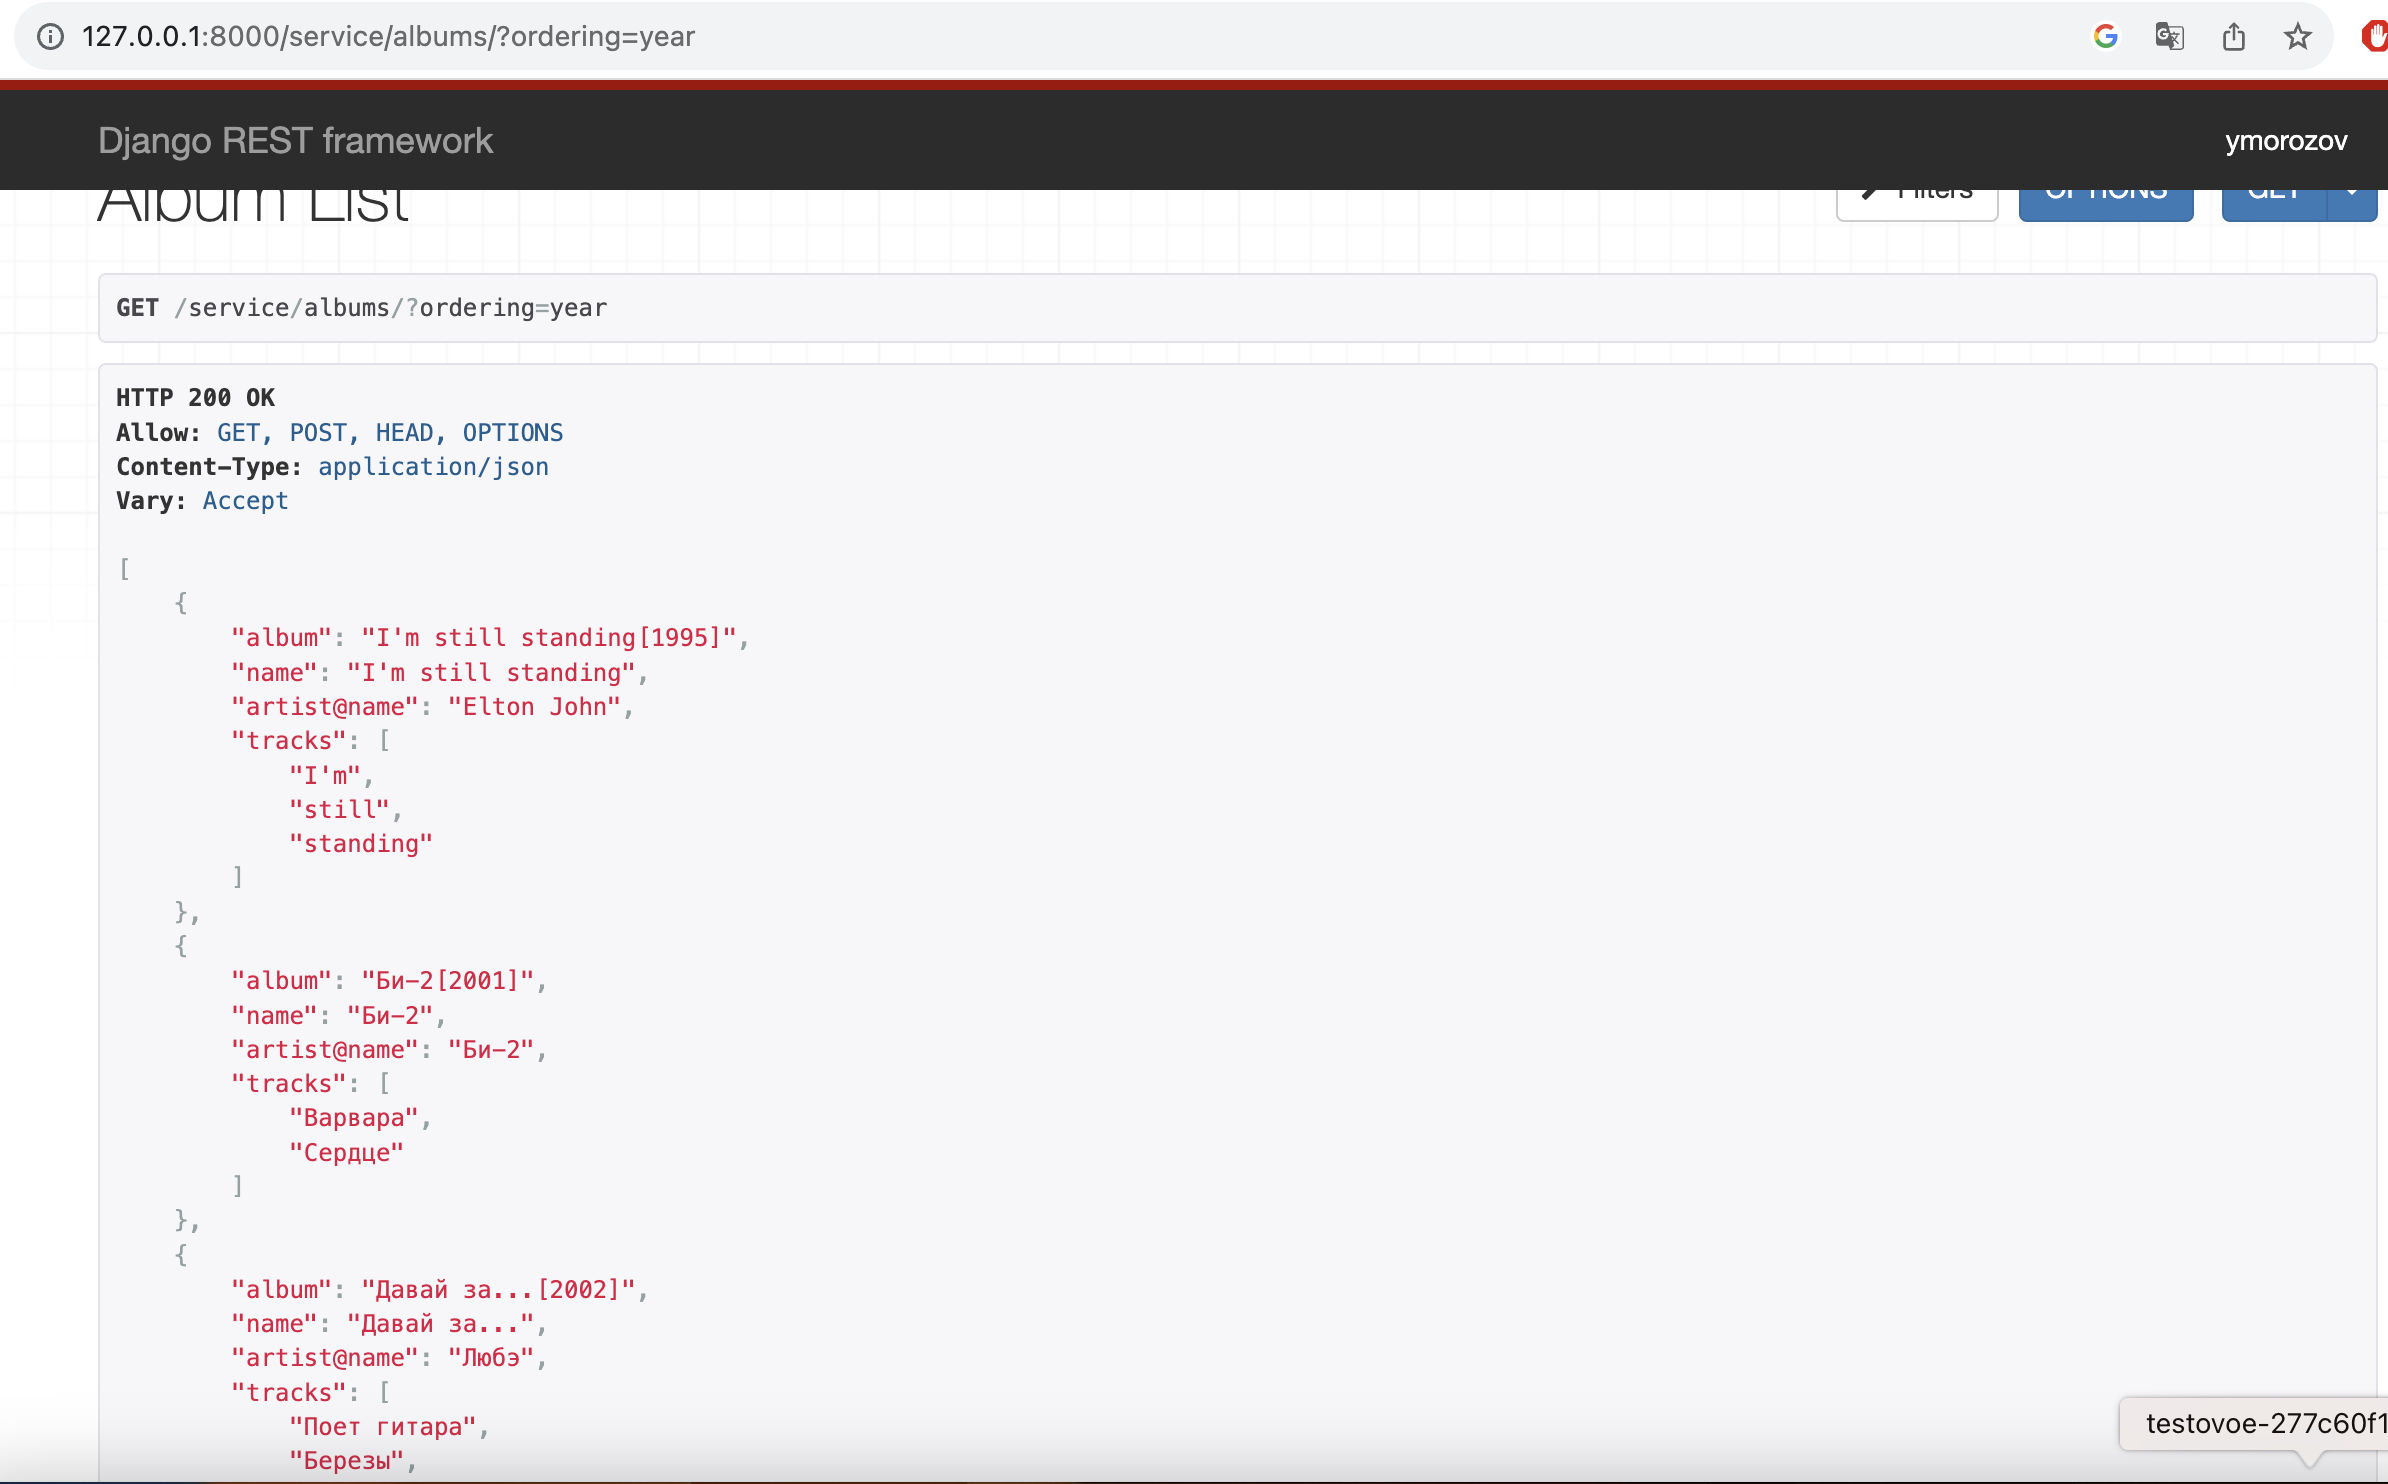 127.0.0.1:8000/service/albums/?ordering=year
Django REST framework
ymorozov
Album List
Filters
OPTIONS
GET
GET /service/albums/?ordering=year
HTTP 200 OK
Allow: GET, POST, HEAD, OPTIONS
Content-Type: application/json
Vary: Accept
[
{
"album": "I'm still standing[1995]",
"name": "I'm still standing",
"artist@name": "Elton John",
"tracks": [
"I'm",
"still",
"standing"
]
},
{
"album": "Би-2[2001]",
"name": "Би-2",
"artist@name": "Би-2",
"tracks": [
"Варвара",
"Сердце"
]
},
{
"album": "Давай за...[2002]",
"name": "Давай за...",
"artist@name": "Любэ",
"tracks": [
"Поет гитара",
"Березы",
testovoe-277c60f1